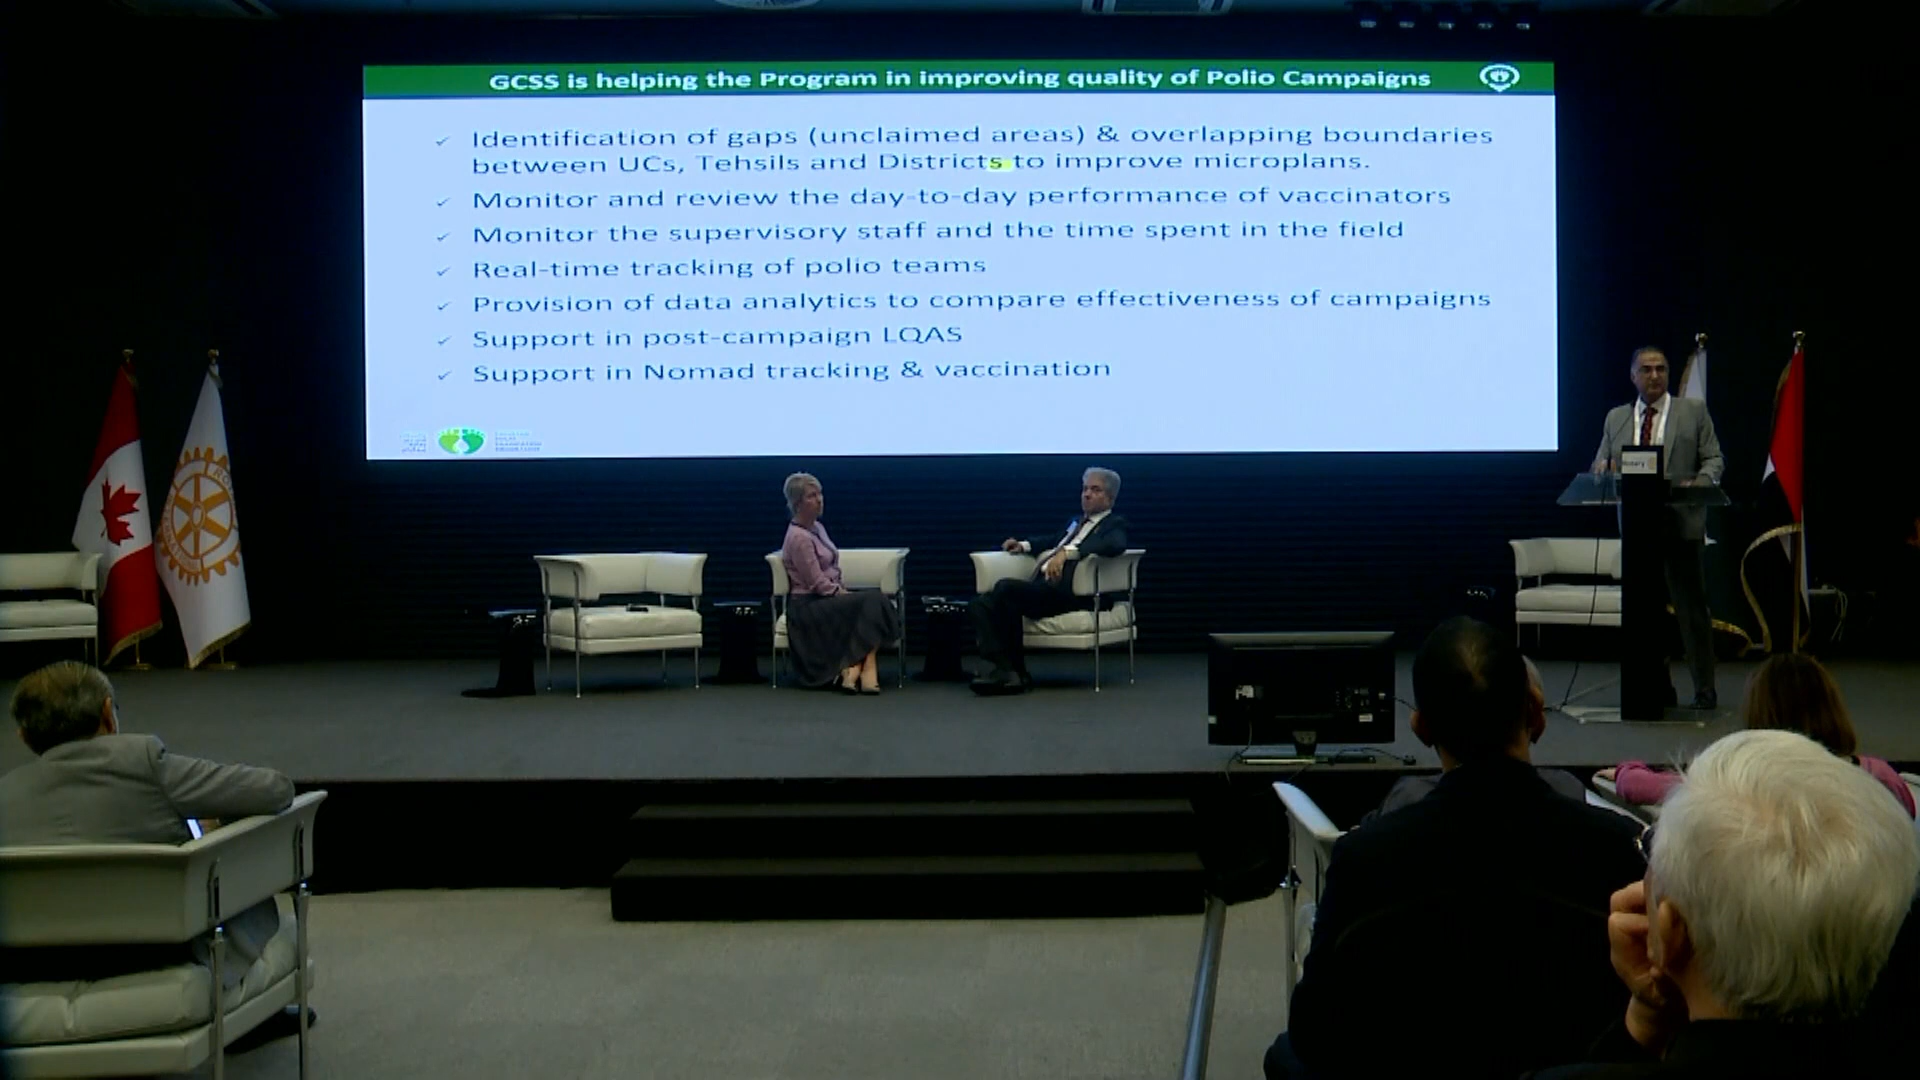 GCSS is helping the Program in improving quality of Polio Campaigns
✓ Identification of gaps (unclaimed areas) & overlapping boundaries
between UCs, Tehsils and Districts to improve microplans.
✓ Monitor and review the day-to-day performance of vaccinators
✓ Monitor the supervisory staff and the time spent in the field
✓ Real-time tracking of polio teams
✓ Provision of data analytics to compare effectiveness of campaigns
✓ Support in post-campaign LQAS
✓ Support in Nomad tracking & vaccination
Rotary